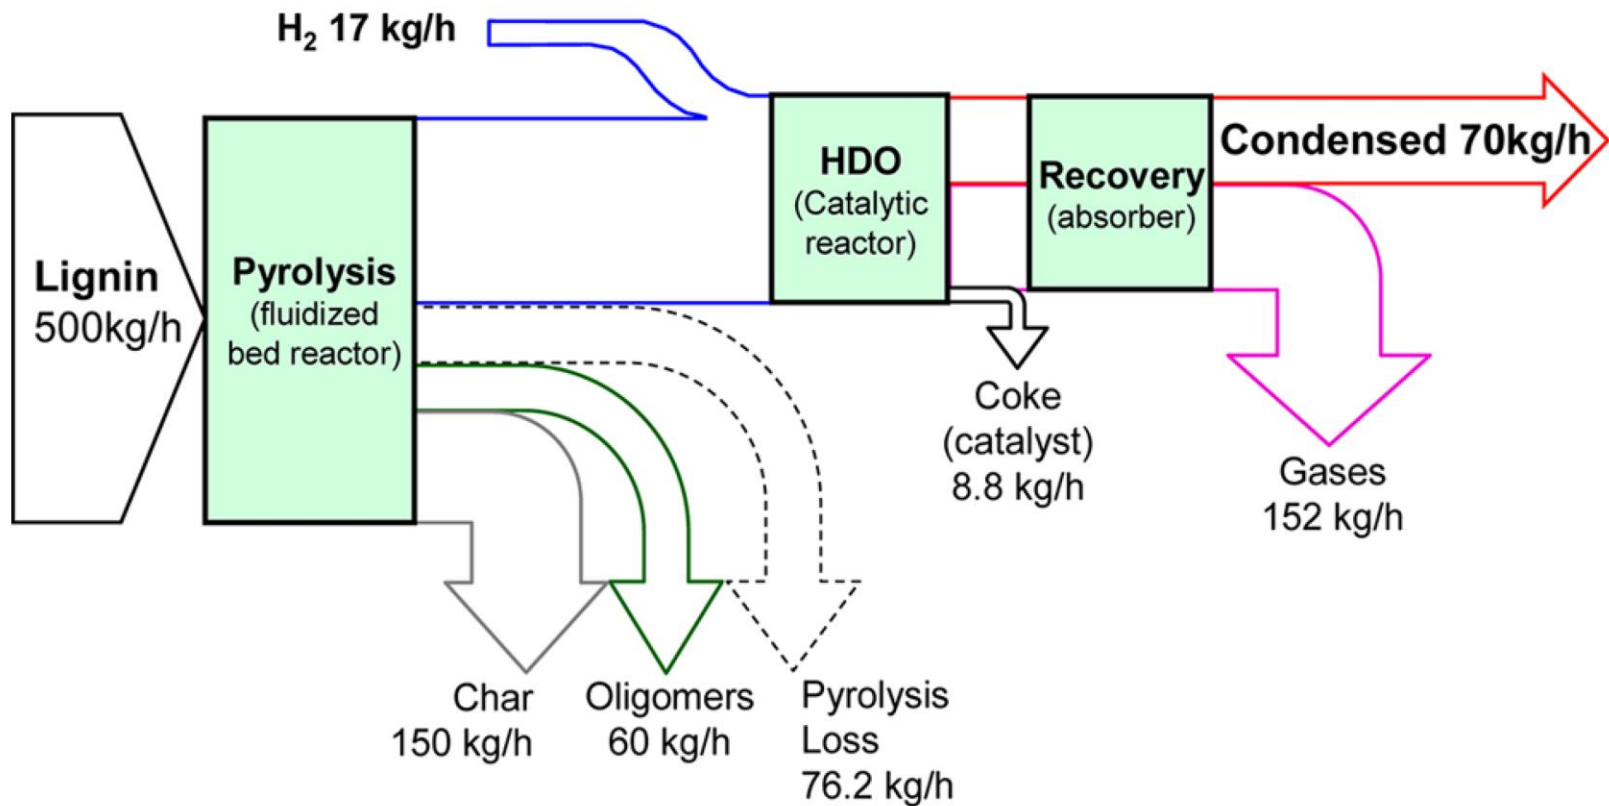 H₂ 17 kg/h
Lignin
500kg/h
Pyrolysis
(fluidized
bed reactor)
HDO
(Catalytic
reactor)
Recovery
(absorber)
Condensed 70kg/h
Coke
(catalyst)
8.8 kg/h
Gases
152 kg/h
Char
150 kg/h
Oligomers
60 kg/h
Pyrolysis
Loss
76.2 kg/h